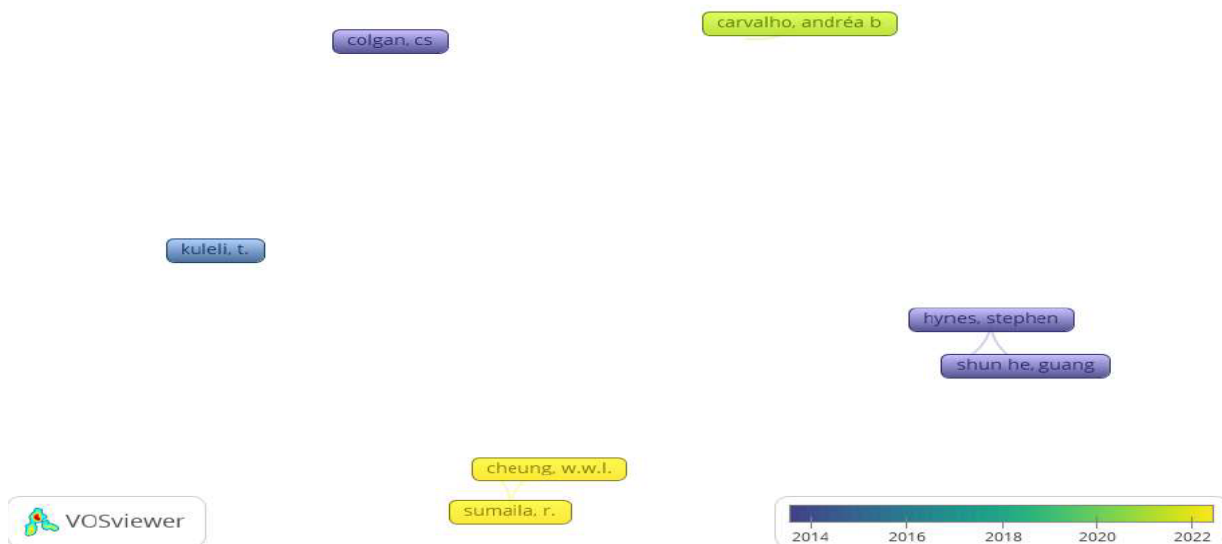 carvalho, andréa b
colgan, cs
kuleli, t.
hynes, stephen
shun he, guang
cheung, w.w.l.
sumaila, r.
VOSviewer
2014 2016 2018 2020 2022